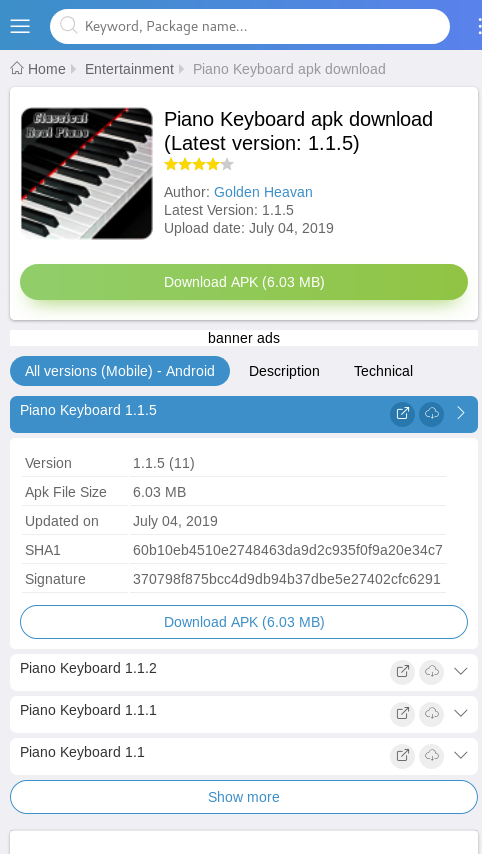 Keyword, Package name...
Home Entertainment Piano Keyboard apk download
Classical
Real Piano
Piano Keyboard apk download
(Latest version: 1.1.5)
Author: Golden Heavan
Latest Version: 1.1.5
Upload date: July 04, 2019
Download APK (6.03 MB)
banner ads
All versions (Mobile) - Android Description Technical
Piano Keyboard 1.1.5
Version 1.1.5 (11)
Apk File Size 6.03 MB
Updated on July 04, 2019
SHA1 60b10eb4510e2748463da9d2c935f0f9a20e34c7
Signature 370798f875bcc4d9db94b37dbe5e27402cfc6291
Download APK (6.03 MB)
Piano Keyboard 1.1.2
Piano Keyboard 1.1.1
Piano Keyboard 1.1
Show more